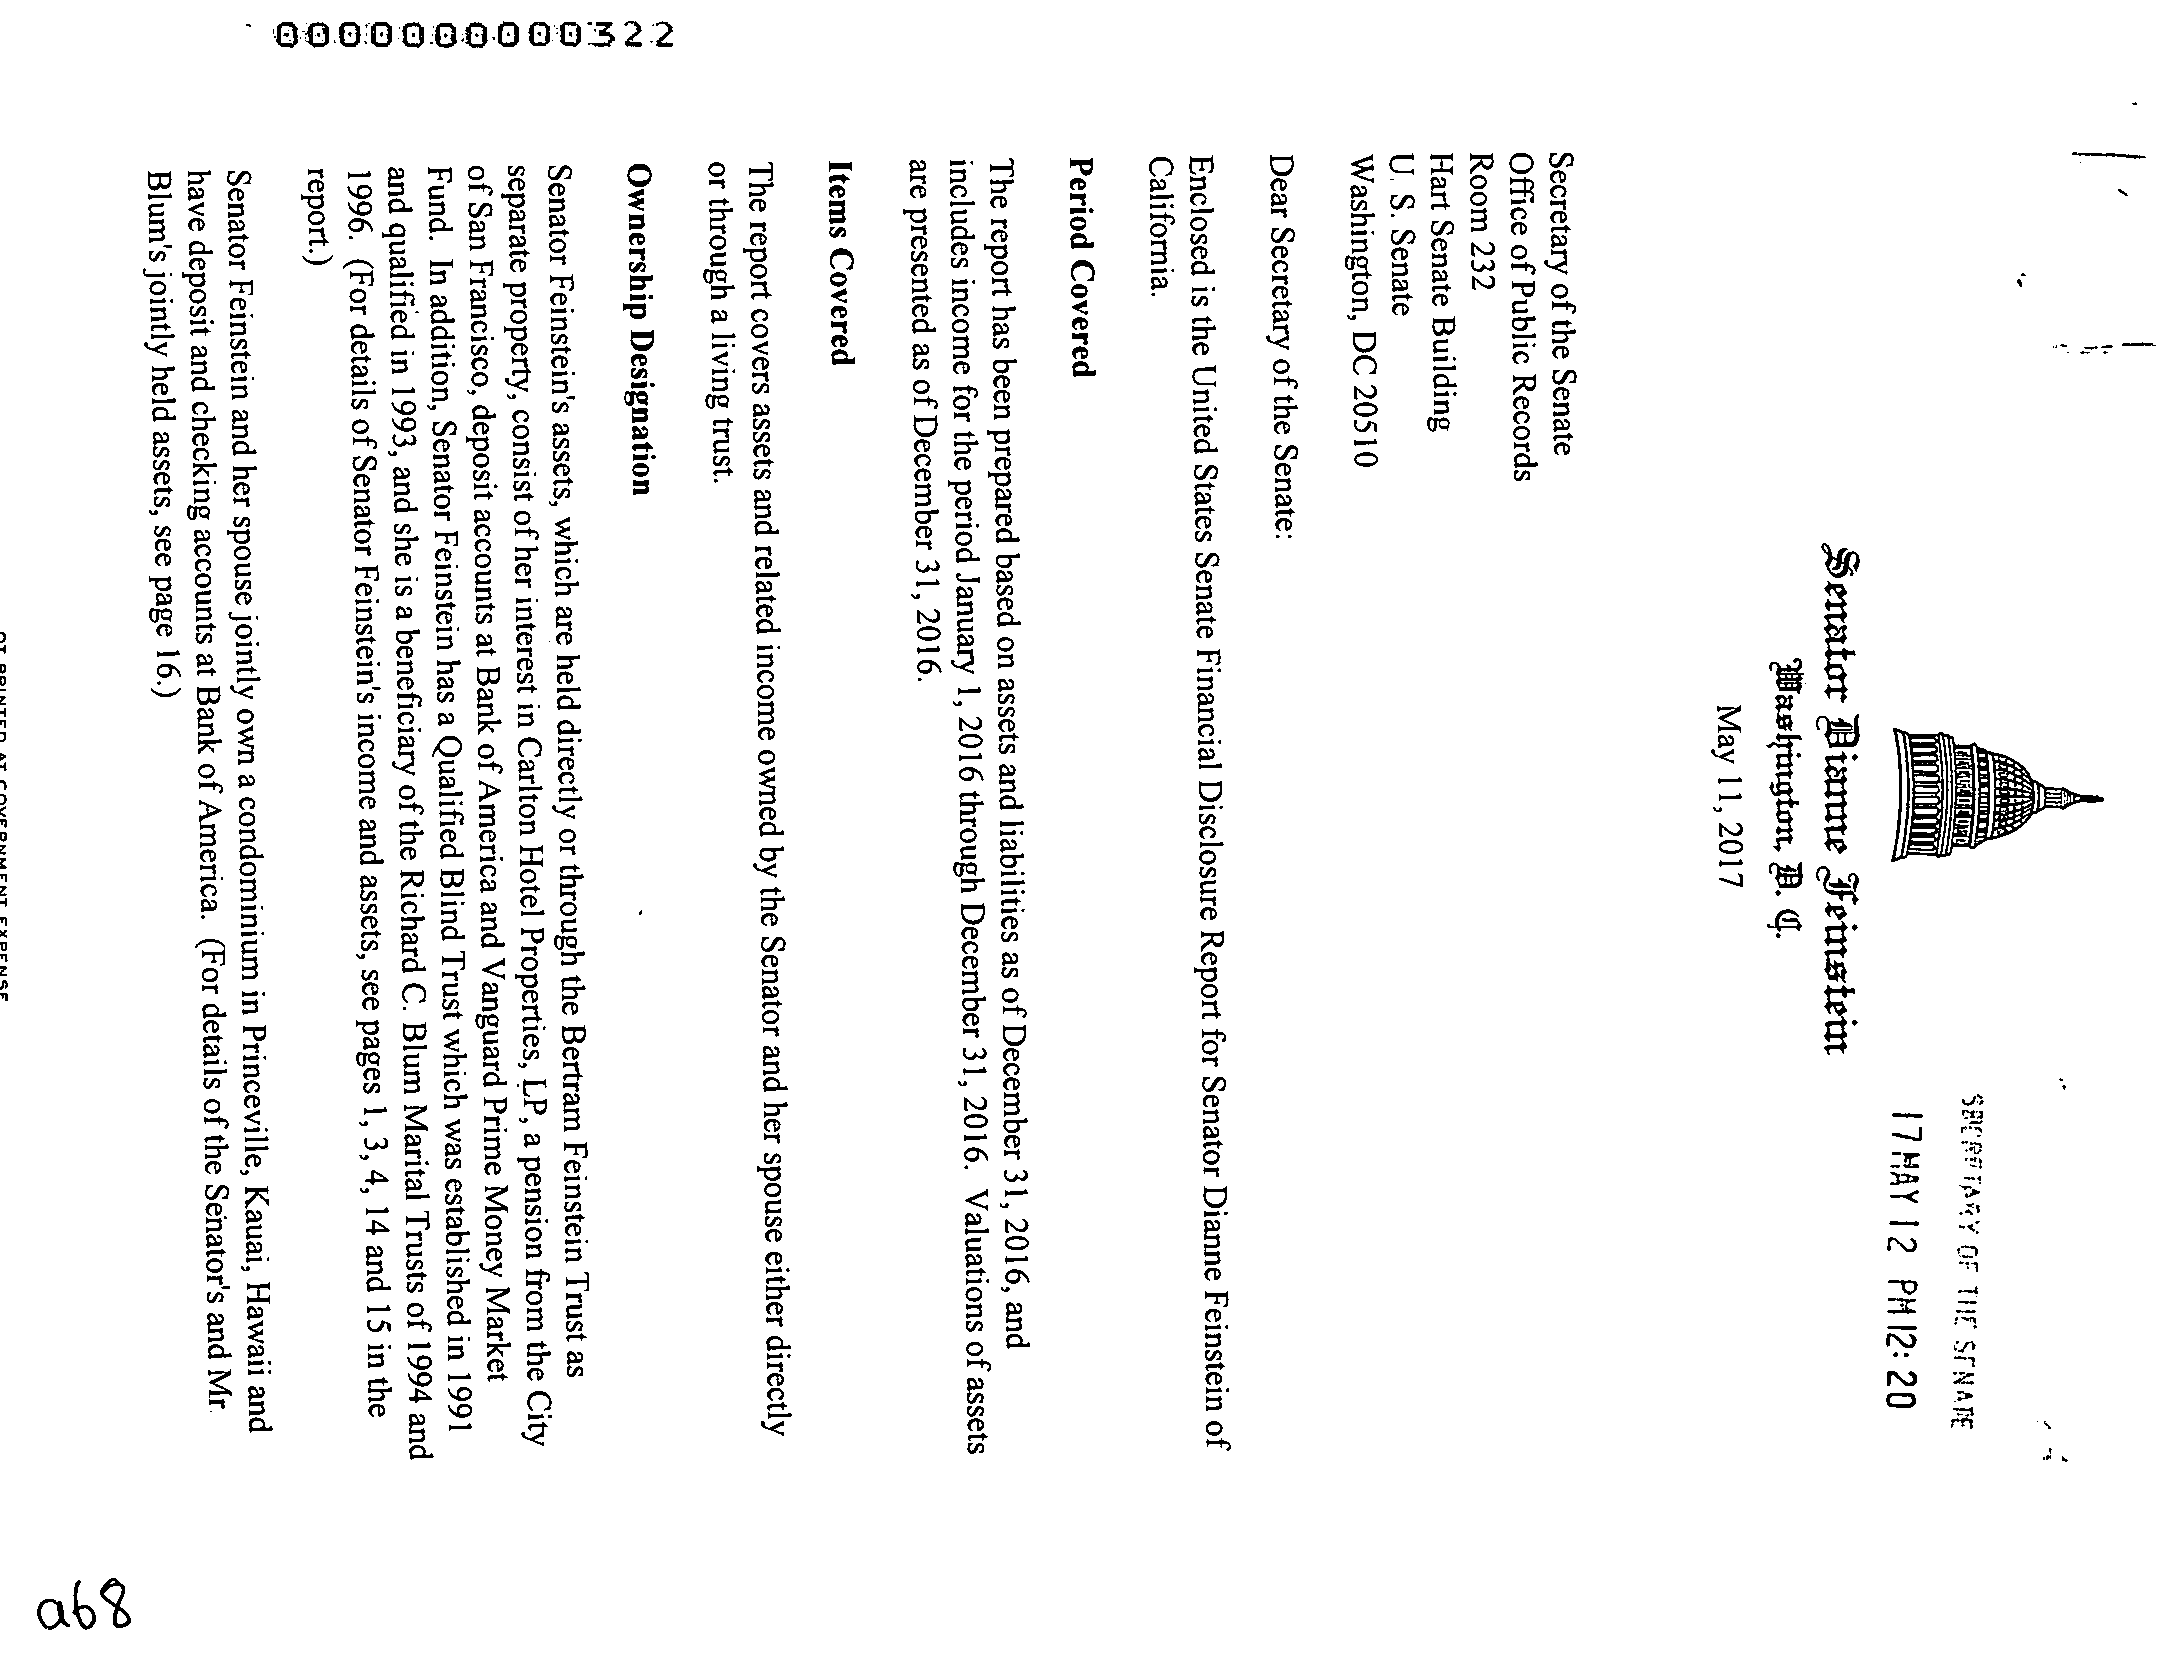 SECRETARY OF THE SENATE
17 MAY 12 PM 12: 20
Senator Dianne Feinstein
Washington, D. C.
May 11, 2017
Secretary of the Senate
Office of Public Records
Room 232
Hart Senate Building
U. S. Senate
Washington, DC 20510
Dear Secretary of the Senate:
Enclosed is the United States Senate Financial Disclosure Report for Senator Dianne Feinstein of
California.
Period Covered
The report has been prepared based on assets and liabilities as of December 31, 2016, and
includes income for the period January 1, 2016 through December 31, 2016. Valuations of assets
are presented as of December 31, 2016.
Items Covered
The report covers assets and related income owned by the Senator and her spouse either directly
or through a living trust.
Ownership Designation
Senator Feinstein's assets, which are held directly or through the Bertram Feinstein Trust as
separate property, consist of her interest in Carlton Hotel Properties, LP, a pension from the City
of San Francisco, deposit accounts at Bank of America and Vanguard Prime Money Market
Fund. In addition, Senator Feinstein has a Qualified Blind Trust which was established in 1991
and qualified in 1993, and she is a beneficiary of the Richard C. Blum Marital Trusts of 1994 and
1996. (For details of Senator Feinstein's income and assets, see pages 1, 3, 4, 14 and 15 in the
report.)
Senator Feinstein and her spouse jointly own a condominium in Princeville, Kauai, Hawaii and
have deposit and checking accounts at Bank of America. (For details of the Senator's and Mr.
Blum's jointly held assets, see page 16.)
OT PRINTED AT GOVERNMENT EXPENSE
0000000000322
a68